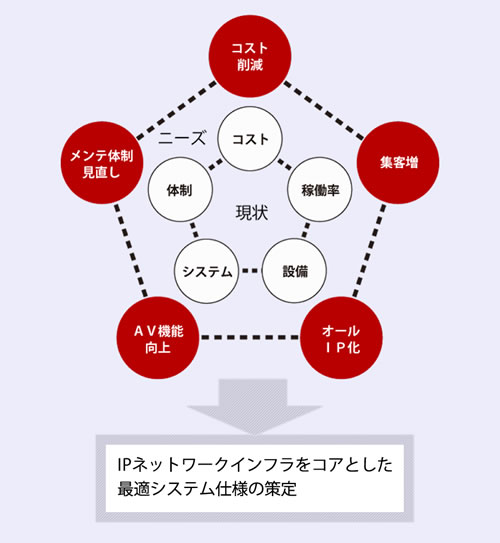 コスト
削減
ニーズ
コスト
メンテ体制
見直し
集客増
体制
稼働率
現状
システム
設備
ＡＶ機能
向上
オール
ＩＰ化
IPネットワークインフラをコアとした
最適システム仕様の策定